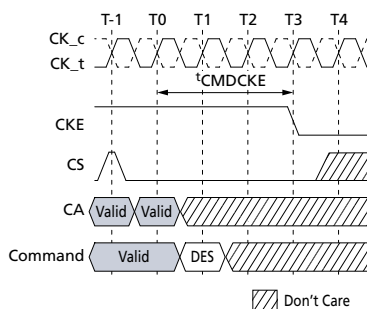 T-1 T0 T1 T2 T3 T4
CK_c
CK_t
tCMDCKE
CKE
CS
CA Valid Valid
Command Valid DES
Don't Care